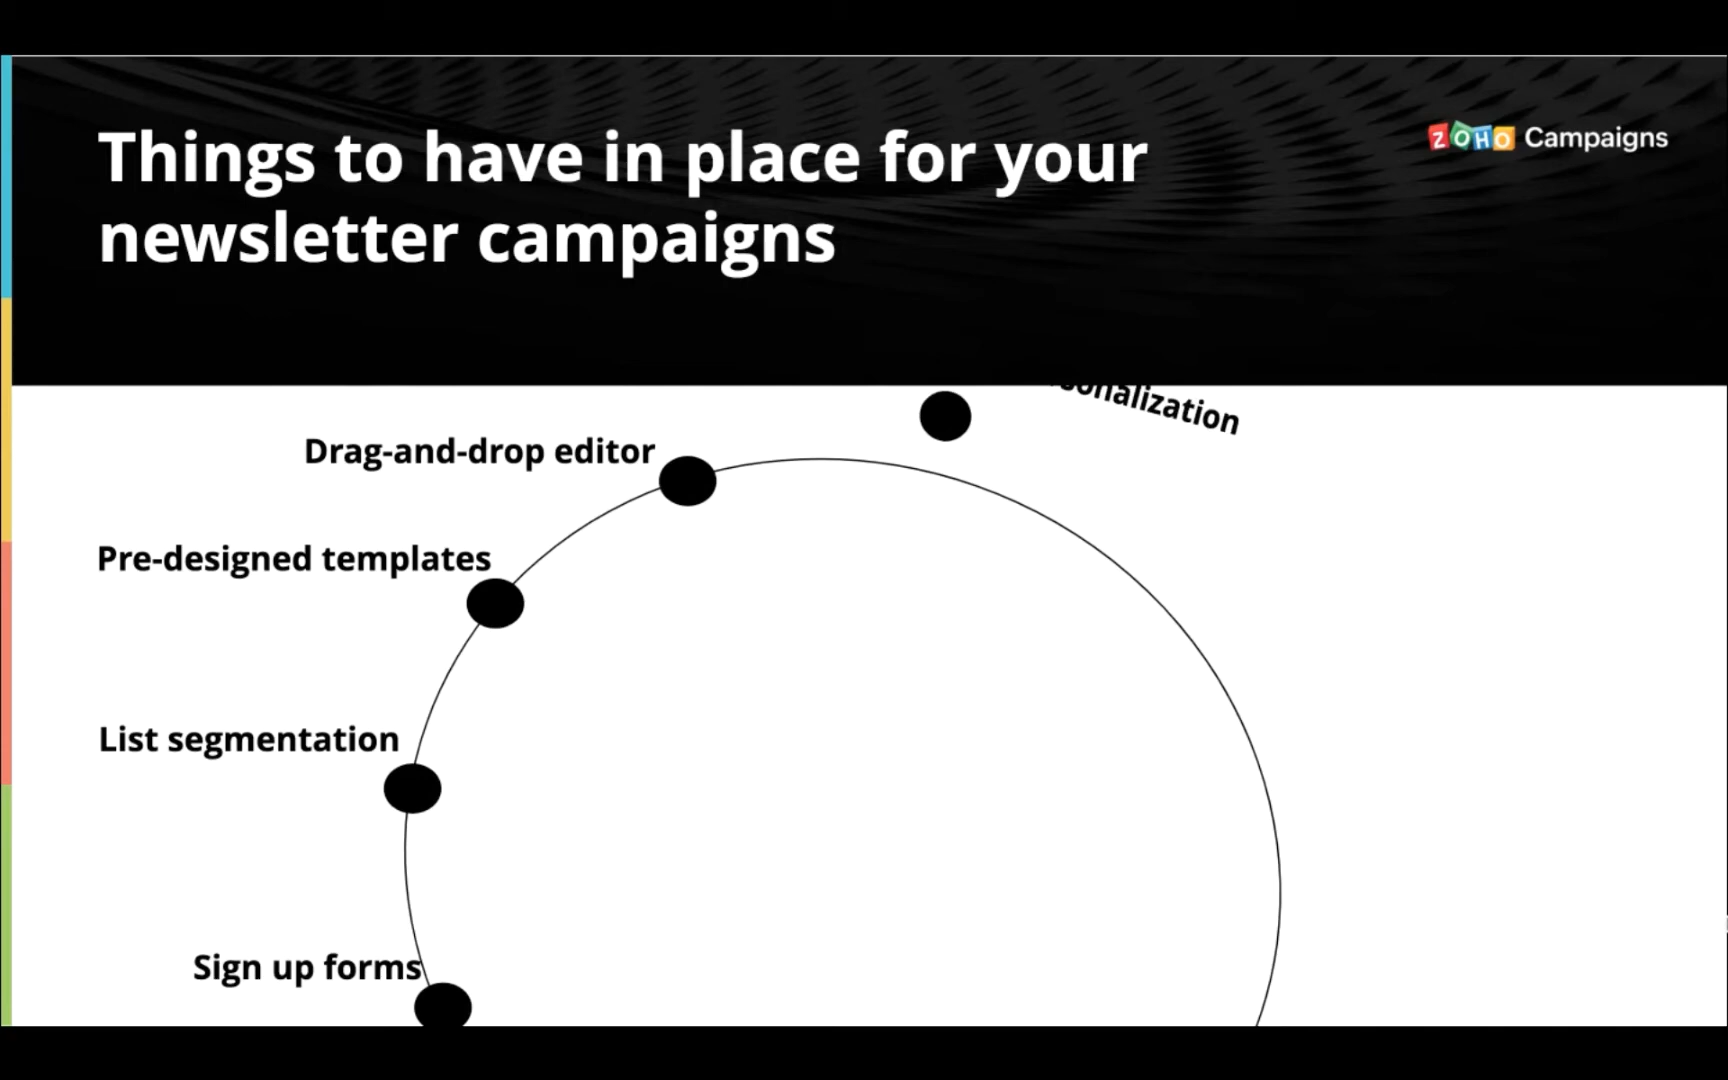 Things to have in place for your
newsletter campaigns
ZOHO Campaigns
Drag-and-drop editor
Pre-designed templates
List segmentation
Sign up forms